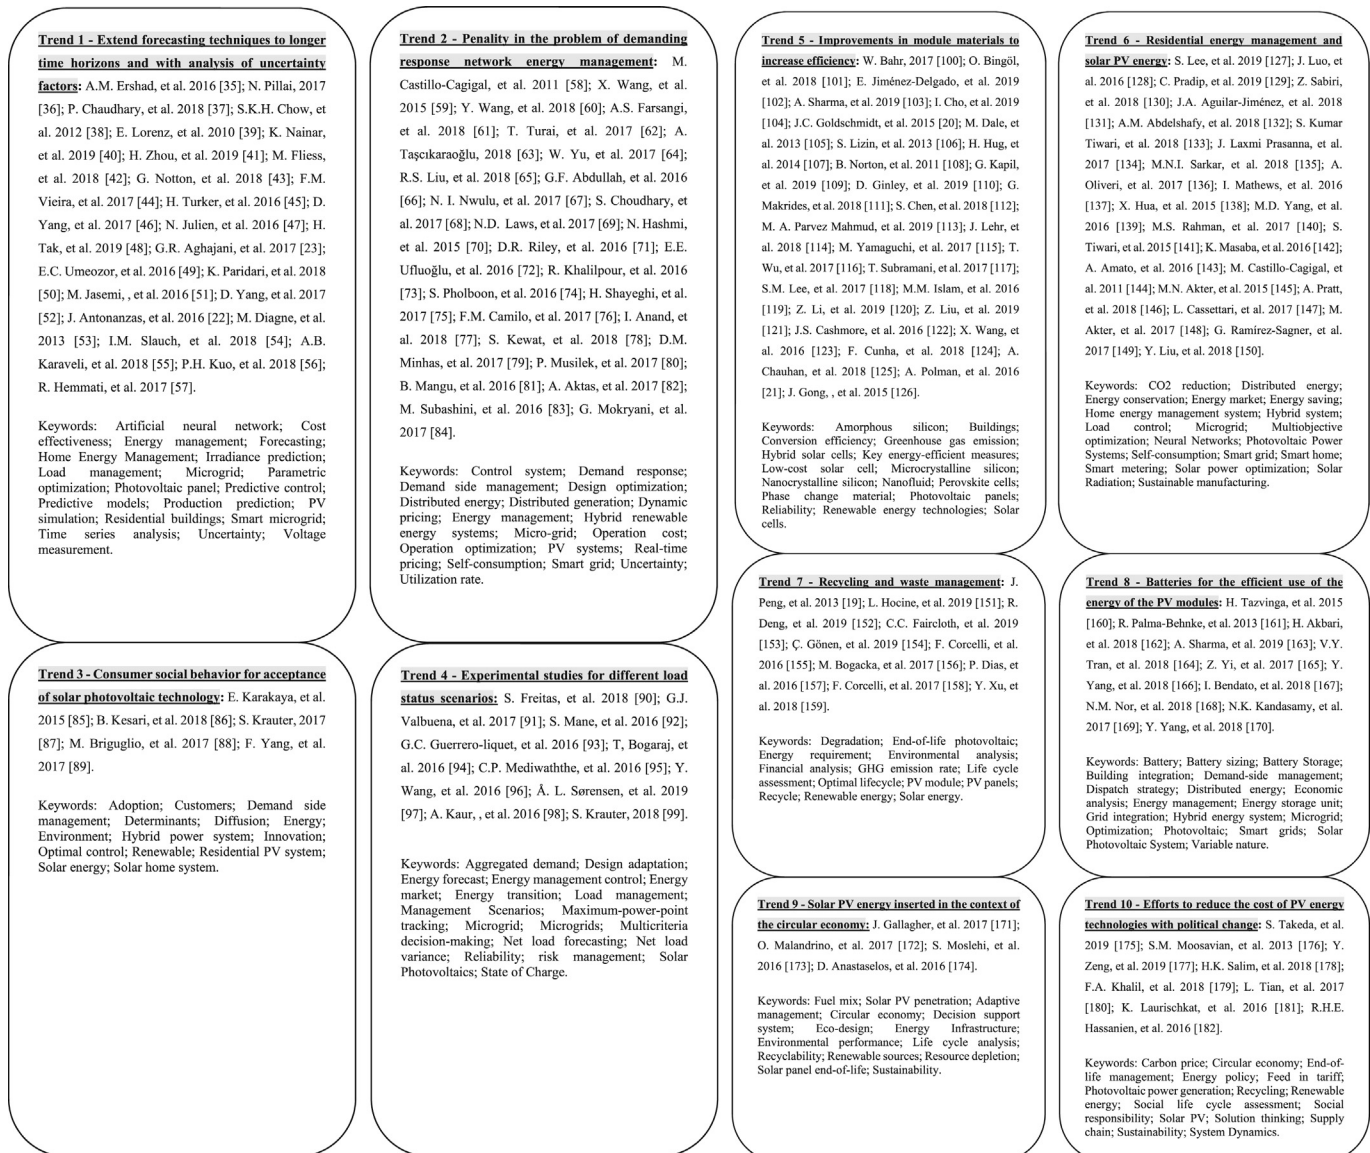 Trend 1 - Extend forecasting techniques to longer
time horizons and with analysis of uncertainty
factors: A.M. Ershad, et al. 2016 [35]; N. Pillai, 2017
[36]; P. Chaudhary, et al. 2018 [37]; S.K.H. Chow, et
al. 2012 [38]; E. Lorenz, et al. 2010 [39]; K. Nainar,
et al. 2019 [40]; H. Zhou, et al. 2019 [41]; M. Fliess,
et al. 2018 [42]; G. Notton, et al. 2018 [43]; F.M.
Vieira, et al. 2017 [44]; H. Turker, et al. 2016 [45]; D.
Yang, et al. 2017 [46]; N. Julien, et al. 2016 [47]; H.
Tak, et al. 2019 [48]; G.R. Aghajani, et al. 2017 [23];
E.C. Umeozor, et al. 2016 [49]; K. Paridari, et al. 2018
[50]; M. Jasemi, , et al. 2016 [51]; D. Yang, et al. 2017
[52]; J. Antonanzas, et al. 2016 [22]; M. Diagne, et al.
2013 [53]; I.M. Slauch, et al. 2018 [54]; A.B.
Karaveli, et al. 2018 [55]; P.H. Kuo, et al. 2018 [56];
R. Hemmati, et al. 2017 [57].
Keywords: Artificial neural network; Cost
effectiveness; Energy management; Forecasting;
Home Energy Management; Irradiance prediction;
Load management; Microgrid; Parametric
optimization; Photovoltaic panel; Predictive control;
Predictive models; Production prediction; PV
simulation; Residential buildings; Smart microgrid;
Time series analysis; Uncertainty; Voltage
measurement.
Trend 2 - Penality in the problem of demanding
response network energy management: M.
Castillo-Cagigal, et al. 2011 [58]; X. Wang, et al.
2015 [59]; Y. Wang, et al. 2018 [60]; A.S. Farsangi,
et al. 2018 [61]; T. Turai, et al. 2017 [62]; A.
Taşcıkaraoğlu, 2018 [63]; W. Yu, et al. 2017 [64];
R.S. Liu, et al. 2018 [65]; G.F. Abdullah, et al. 2016
[66]; N. I. Nwulu, et al. 2017 [67]; S. Choudhary, et
al. 2017 [68]; N.D. Laws, et al. 2017 [69]; N. Hashmi,
et al. 2015 [70]; D.R. Riley, et al. 2016 [71]; E.E.
Ufluoğlu, et al. 2016 [72]; R. Khalilpour, et al. 2016
[73]; S. Pholboon, et al. 2016 [74]; H. Shayeghi, et al.
2017 [75]; F.M. Camilo, et al. 2017 [76]; I. Anand, et
al. 2018 [77]; S. Kewat, et al. 2018 [78]; D.M.
Minhas, et al. 2017 [79]; P. Musilek, et al. 2017 [80];
B. Mangu, et al. 2016 [81]; A. Aktas, et al. 2017 [82];
M. Subashini, et al. 2016 [83]; G. Mokryani, et al.
2017 [84].
Keywords: Control system; Demand response;
Demand side management; Design optimization;
Distributed energy; Distributed generation; Dynamic
pricing; Energy management; Hybrid renewable
energy systems; Micro-grid; Operation cost;
Operation optimization; PV systems; Real-time
pricing; Self-consumption; Smart grid; Uncertainty;
Utilization rate.
Trend 3 - Consumer social behavior for acceptance
of solar photovoltaic technology: E. Karakaya, et al.
2015 [85]; B. Kesari, et al. 2018 [86]; S. Krauter, 2017
[87]; M. Briguglio, et al. 2017 [88]; F. Yang, et al.
2017 [89].
Keywords: Adoption; Customers; Demand side
management; Determinants; Diffusion; Energy;
Environment; Hybrid power system; Innovation;
Optimal control; Renewable; Residential PV system;
Solar energy; Solar home system.
Trend 4 - Experimental studies for different load
status scenarios: S. Freitas, et al. 2018 [90]; G.J.
Valbuena, et al. 2017 [91]; S. Mane, et al. 2016 [92];
G.C. Guerrero-liquet, et al. 2016 [93]; T, Bogaraj, et
al. 2016 [94]; C.P. Mediwaththe, et al. 2016 [95]; Y.
Wang, et al. 2016 [96]; Å. L. Sørensen, et al. 2019
[97]; A. Kaur, , et al. 2016 [98]; S. Krauter, 2018 [99].
Keywords: Aggregated demand; Design adaptation;
Energy forecast; Energy management control; Energy
market; Energy transition; Load management;
Management Scenarios; Maximum-power-point
tracking; Microgrid; Microgrids; Multicriteria
decision-making; Net load forecasting; Net load
variance; Reliability; risk management; Solar
Photovoltaics; State of Charge.
Trend 5 - Improvements in module materials to
increase efficiency: W. Bahr, 2017 [100]; O. Bingöl,
et al. 2018 [101]; E. Jiménez-Delgado, et al. 2019
[102]; A. Sharma, et al. 2019 [103]; I. Cho, et al. 2019
[104]; J.C. Goldschmidt, et al. 2015 [20]; M. Dale, et
al. 2013 [105]; S. Lizin, et al. 2013 [106]; H. Hug, et
al. 2014 [107]; B. Norton, et al. 2011 [108]; G. Kapil,
et al. 2019 [109]; D. Ginley, et al. 2019 [110]; G.
Makrides, et al. 2018 [111]; S. Chen, et al. 2018 [112];
M. A. Parvez Mahmud, et al. 2019 [113]; J. Lehr, et
al. 2018 [114]; M. Yamaguchi, et al. 2017 [115]; T.
Wu, et al. 2017 [116]; T. Subramani, et al. 2017 [117];
S.M. Lee, et al. 2017 [118]; M.M. Islam, et al. 2016
[119]; Z. Li, et al. 2019 [120]; Z. Liu, et al. 2019
[121]; J.S. Cashmore, et al. 2016 [122]; X. Wang, et
al. 2016 [123]; F. Cunha, et al. 2018 [124]; A.
Chauhan, et al. 2018 [125]; A. Polman, et al. 2016
[21]; J. Gong, , et al. 2015 [126].
Keywords: Amorphous silicon; Buildings;
Conversion efficiency; Greenhouse gas emission;
Hybrid solar cells; Key energy-efficient measures;
Low-cost solar cell; Microcrystalline silicon;
Nanocrystalline silicon; Nanofluid; Perovskite cells;
Phase change material; Photovoltaic panels;
Reliability; Renewable energy technologies; Solar
cells.
Trend 6 - Residential energy management and
solar PV energy: S. Lee, et al. 2019 [127]; J. Luo, et
al. 2016 [128]; C. Pradip, et al. 2019 [129]; Z. Sabiri,
et al. 2018 [130]; J.A. Aguilar-Jiménez, et al. 2018
[131]; A.M. Abdelshafy, et al. 2018 [132]; S. Kumar
Tiwari, et al. 2018 [133]; J. Laxmi Prasanna, et al.
2017 [134]; M.N.I. Sarkar, et al. 2018 [135]; A.
Oliveri, et al. 2017 [136]; I. Mathews, et al. 2016
[137]; X. Hua, et al. 2015 [138]; M.D. Yang, et al.
2016 [139]; M.S. Rahman, et al. 2017 [140]; S.
Tiwari, et al. 2015 [141]; K. Masaba, et al. 2016 [142];
A. Amato, et al. 2016 [143]; M. Castillo-Cagigal, et al.
2011 [144]; M.N. Akter, et al. 2015 [145]; A. Pratt,
et al. 2018 [146]; L. Cassettari, et al. 2017 [147]; M.
Akter, et al. 2017 [148]; G. Ramírez-Sagner, et al.
2017 [149]; Y. Liu, et al. 2018 [150].
Keywords: CO2 reduction; Distributed energy;
Energy conservation; Energy market; Energy saving;
Home energy management system; Hybrid system;
Load control; Microgrid; Multiobjective
optimization; Neural Networks; Photovoltaic Power
Systems; Self-consumption; Smart grid; Smart home;
Smart metering; Solar power optimization; Solar
Radiation; Sustainable manufacturing.
Trend 7 - Recycling and waste management: J.
Peng, et al. 2013 [19]; L. Hocine, et al. 2019 [151]; R.
Deng, et al. 2019 [152]; C.C. Faircloth, et al. 2019
[153]; Ç. Gönen, et al. 2019 [154]; F. Corcelli, et al.
2016 [155]; M. Bogacka, et al. 2017 [156]; P. Dias, et
al. 2016 [157]; F. Corcelli, et al. 2017 [158]; Y. Xu, et
al. 2018 [159].
Keywords: Degradation; End-of-life photovoltaic;
Energy requirement; Environmental analysis;
Financial analysis; GHG emission rate; Life cycle
assessment; Optimal lifecycle; PV module; PV panels;
Recycle; Renewable energy; Solar energy.
Trend 8 - Batteries for the efficient use of the
energy of the PV modules: H. Tazvinga, et al. 2015
[160]; R. Palma-Behnke, et al. 2013 [161]; H. Akbari,
et al. 2018 [162]; A. Sharma, et al. 2019 [163]; V.Y.
Tran, et al. 2018 [164]; Z. Yi, et al. 2017 [165]; Y.
Yang, et al. 2018 [166]; I. Bendato, et al. 2018 [167];
N.M. Nor, et al. 2018 [168]; N.K. Kandasamy, et al.
2017 [169]; Y. Yang, et al. 2018 [170].
Keywords: Battery; Battery sizing; Battery Storage;
Building integration; Demand-side management;
Dispatch strategy; Distributed energy; Economic
analysis; Energy management; Energy storage unit;
Grid integration; Hybrid energy system; Microgrid;
Optimization; Photovoltaic; Smart grids; Solar
Photovoltaic System; Variable nature.
Trend 9 - Solar PV energy inserted in the context of
the circular economy: J. Gallagher, et al. 2017 [171];
O. Malandrino, et al. 2017 [172]; S. Moslehi, et al.
2016 [173]; D. Anastaselos, et al. 2016 [174].
Keywords: Fuel mix; Solar PV penetration; Adaptive
management; Circular economy; Decision support
system; Eco-design; Energy Infrastructure;
Environmental performance; Life cycle analysis;
Recyclability; Renewable sources; Resource depletion;
Solar panel end-of-life; Sustainability.
Trend 10 - Efforts to reduce the cost of PV energy
technologies with political change: S. Takeda, et al.
2019 [175]; S.M. Moosavian, et al. 2013 [176]; Y.
Zeng, et al. 2019 [177]; H.K. Salim, et al. 2018 [178];
F.A. Khalil, et al. 2018 [179]; L. Tian, et al. 2017
[180]; K. Laurischkat, et al. 2016 [181]; R.H.E.
Hassanien, et al. 2016 [182].
Keywords: Carbon price; Circular economy; End-of-
life management; Energy policy; Feed in tariff;
Photovoltaic power generation; Recycling; Renewable
energy; Social life cycle assessment; Social
responsibility; Solar PV; Solution thinking; Supply
chain; Sustainability; System Dynamics.